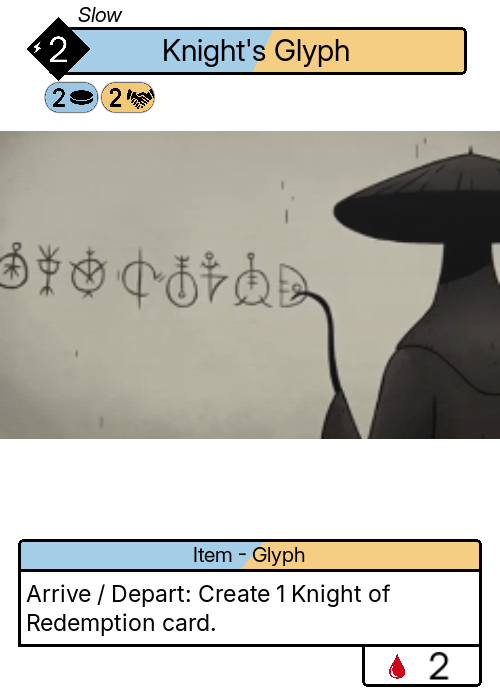 Slow
2 Knight's Glyph
2 2
Item - Glyph
Arrive / Depart: Create 1 Knight of
Redemption card.
2